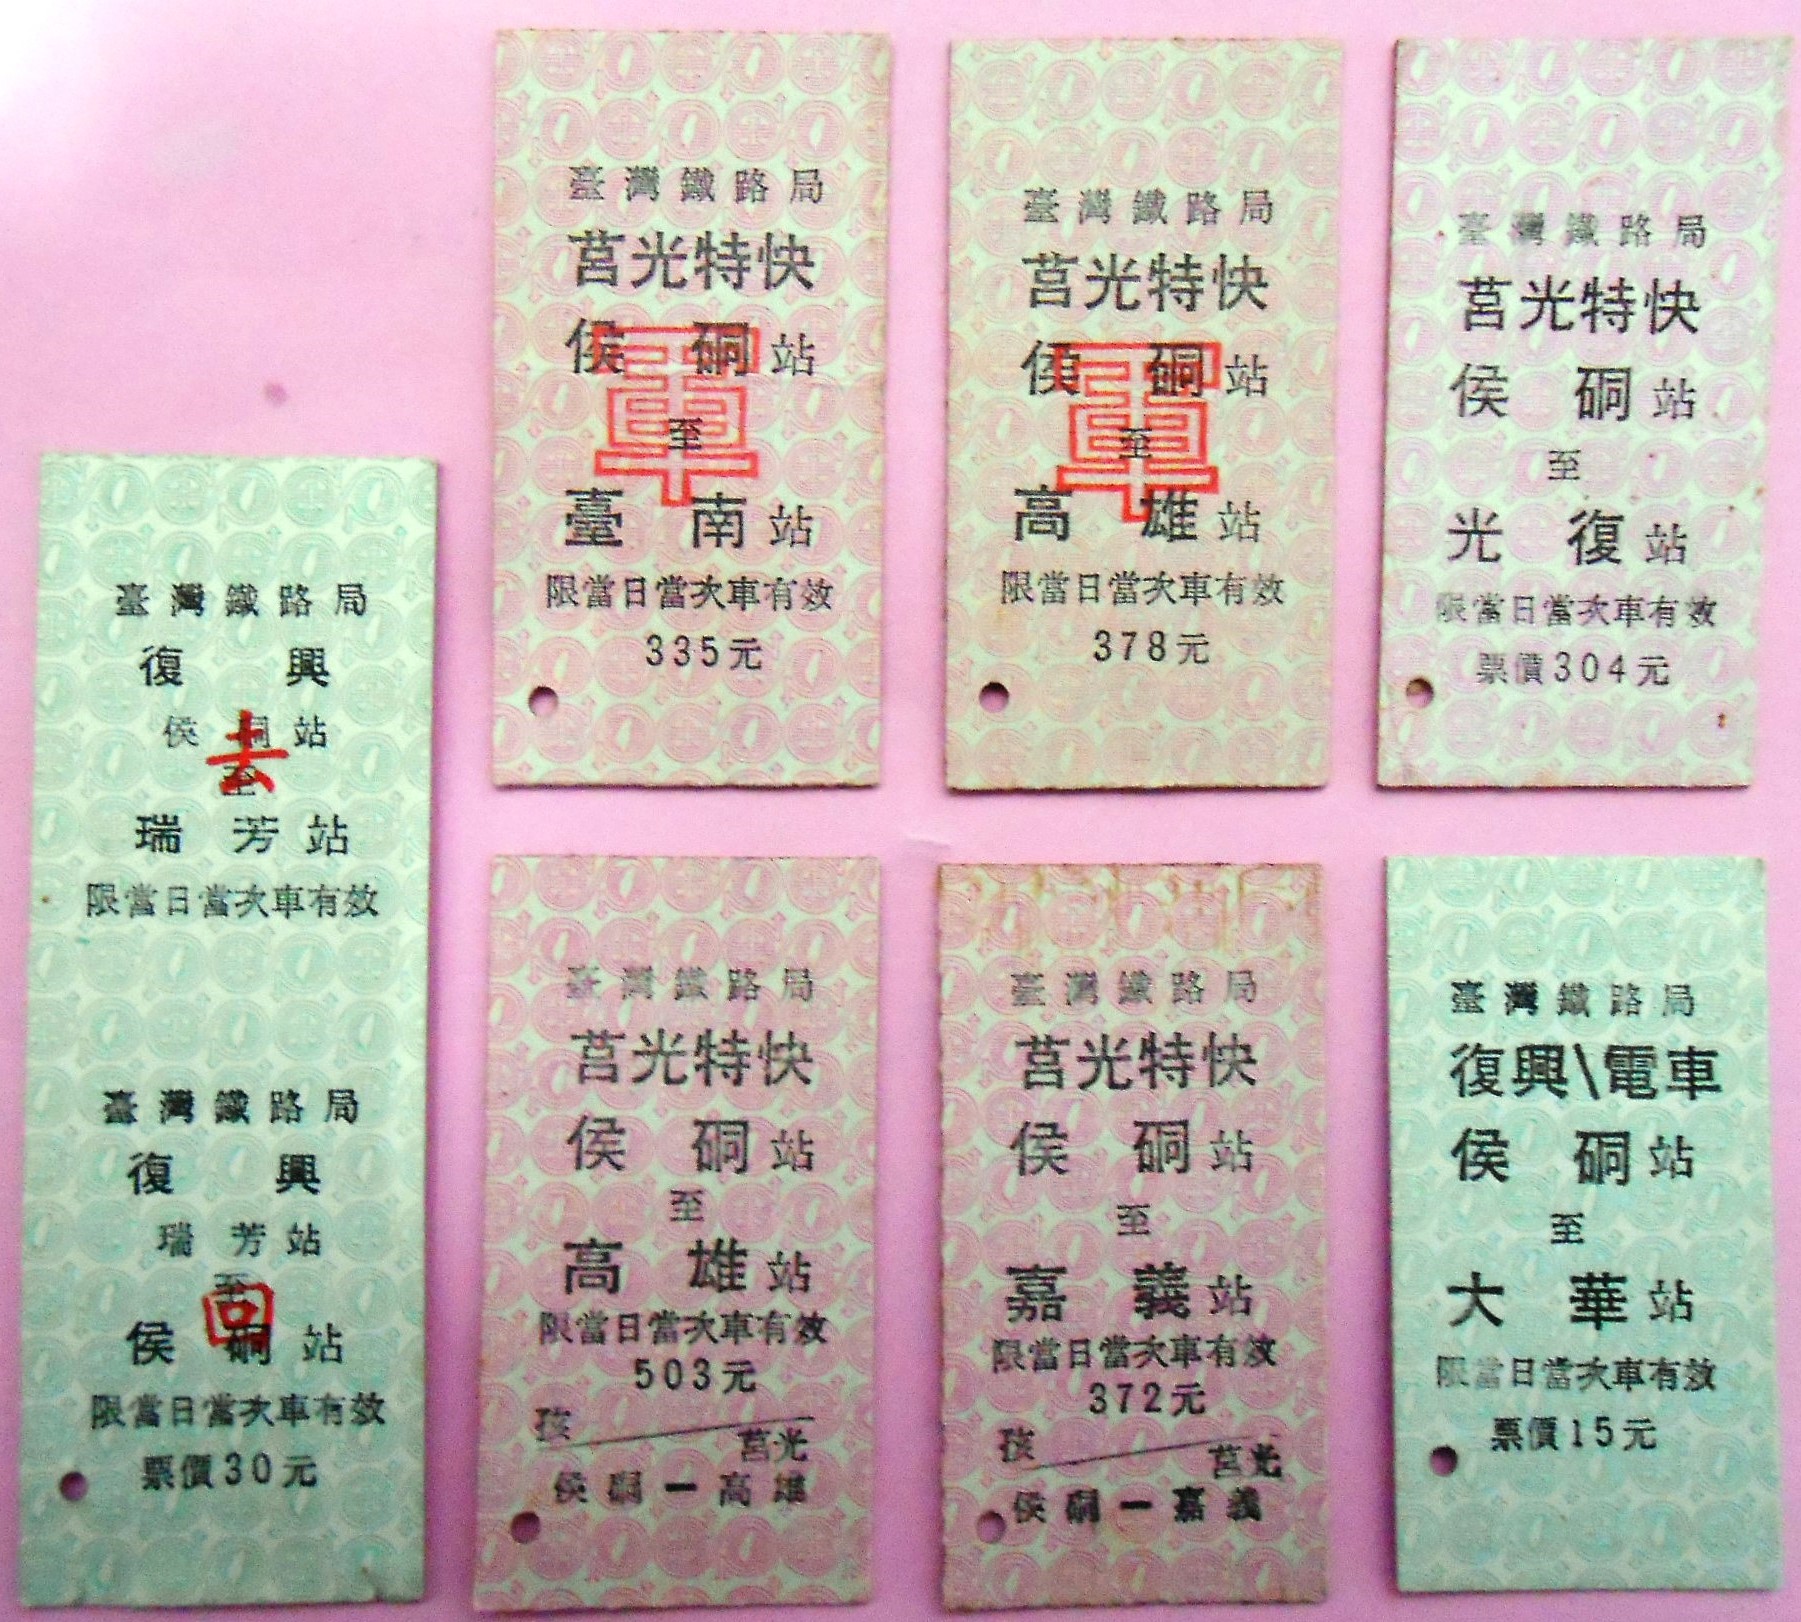 臺灣鐵路局
莒光特快
侯硐站
至
臺南站
軍
限當日當次車有效
335元
臺灣鐵路局
莒光特快
侯硐站
至
高雄站
軍
限當日當次車有效
378元
臺灣鐵路局
莒光特快
侯硐站
至
光復站
限當日當次車有效
票價304元
臺灣鐵路局
復興
侯硐站
去
至
瑞芳站
限當日當次車有效
臺灣鐵路局
復興
瑞芳站
至
回
侯硐站
限當日當次車有效
票價30元
臺灣鐵路局
莒光特快
侯硐站
至
高雄站
限當日當次車有效
503元
孩
莒光
侯硐ー高雄
臺灣鐵路局
莒光特快
侯硐站
至
嘉義站
限當日當次車有效
372元
孩
莒光
侯硐ー嘉義
臺灣鐵路局
復興\電車
侯硐站
至
大華站
限當日當次車有效
票價15元